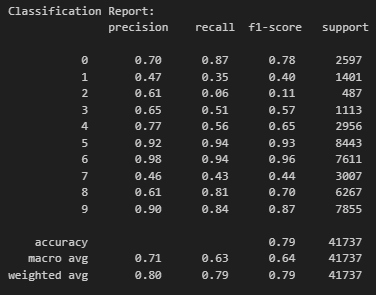 Classification Report:
precision recall f1-score support
0 0.70 0.87 0.78 2597
1 0.47 0.35 0.40 1401
2 0.61 0.06 0.11 487
3 0.65 0.51 0.57 1113
4 0.77 0.56 0.65 2956
5 0.92 0.94 0.93 8443
6 0.98 0.94 0.96 7611
7 0.46 0.43 0.44 3007
8 0.61 0.81 0.70 6267
9 0.90 0.84 0.87 7855
accuracy 0.79 41737
macro avg 0.71 0.63 0.64 41737
weighted avg 0.80 0.79 0.79 41737